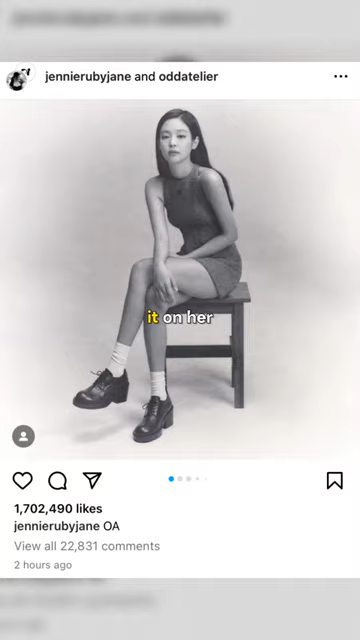 jennierubyjane and oddatelier
it on her
1,702,490 likes
jennierubyjane OA
View all 22,831 comments
2 hours ago